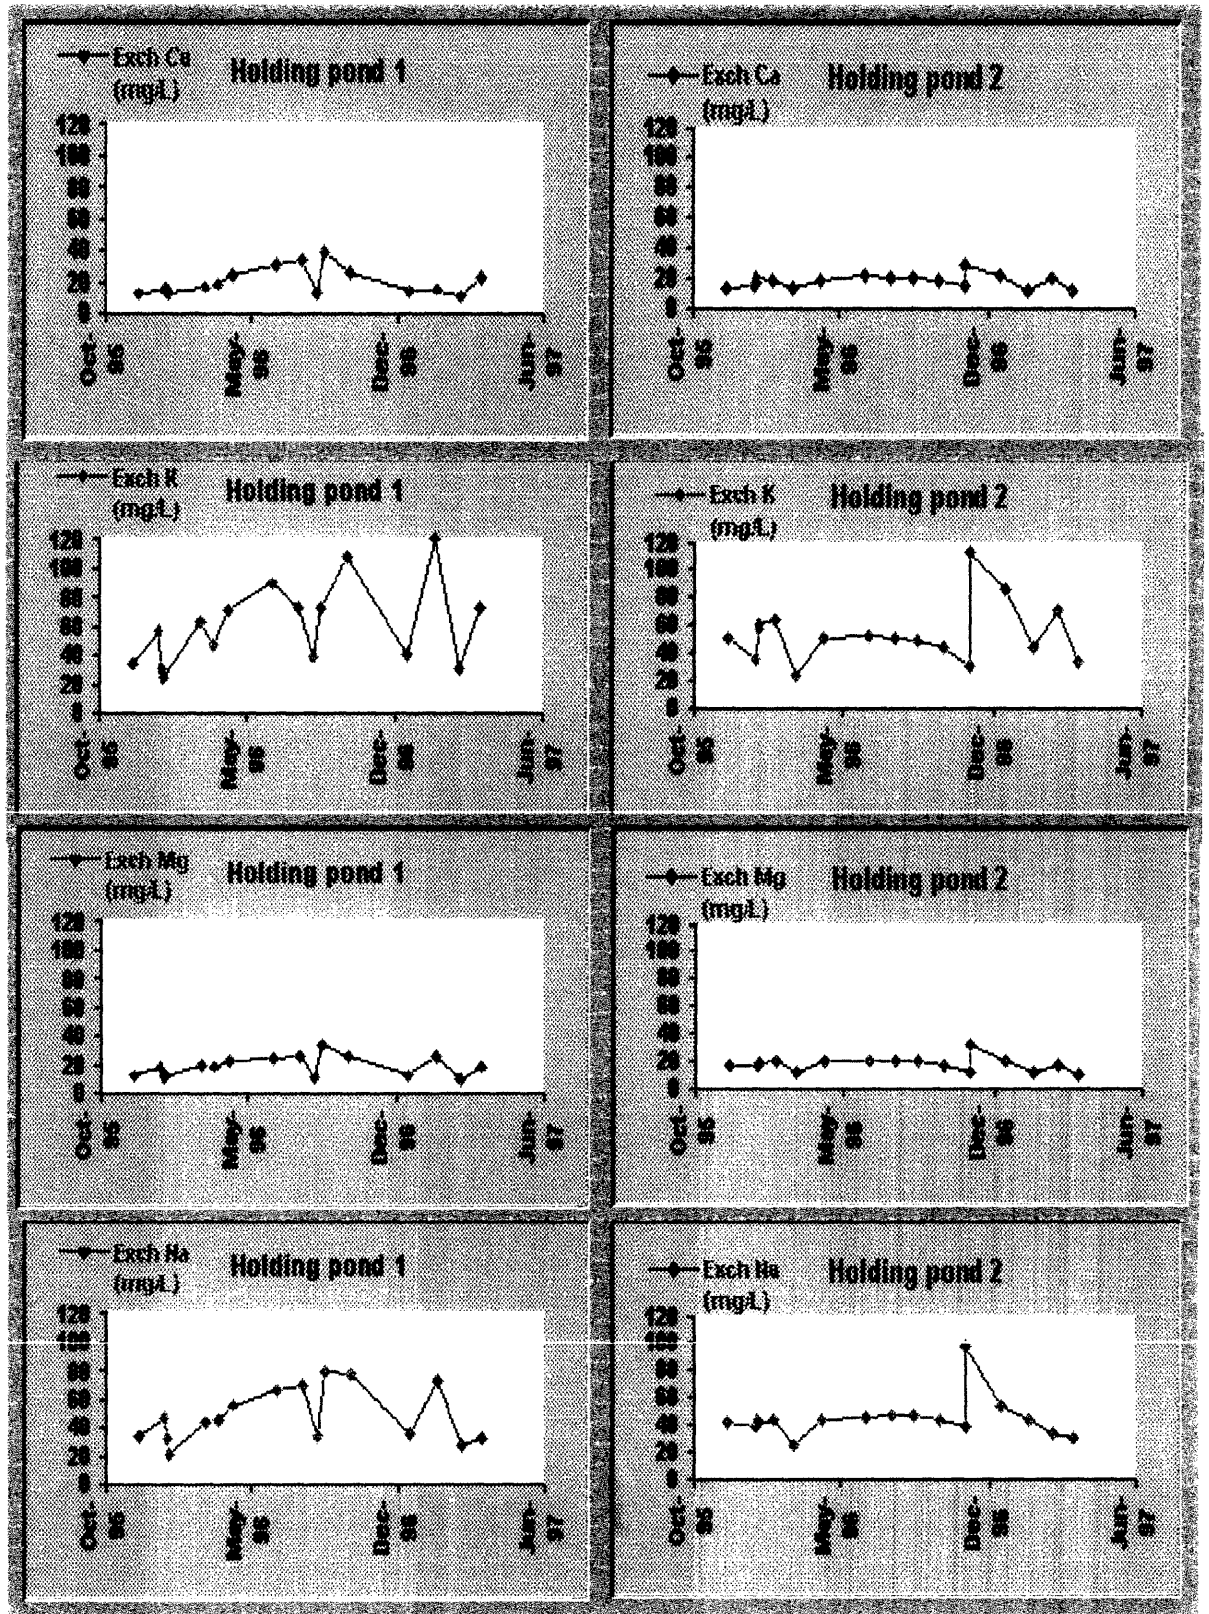 Exch Ca
(mg/L)
Holding pond 1
120
100
80
60
40
20
0
Oct-
95
May-
96
Dec-
96
Jun-
97
Exch Ca
(mg/L)
Holding pond 2
120
100
80
60
40
20
0
Oct-
95
May-
96
Dec-
96
Jun-
97
Exch K
(mg/L)
Holding pond 1
120
100
80
60
40
20
0
Oct-
95
May-
96
Dec-
96
Jun-
97
Exch K
(mg/L)
Holding pond 2
120
100
80
60
40
20
0
Oct-
95
May-
96
Dec-
96
Jun-
97
Exch Mg
(mg/L)
Holding pond 1
120
100
80
60
40
20
0
Oct-
95
May-
96
Dec-
96
Jun-
97
Exch Mg
(mg/L)
Holding pond 2
120
100
80
60
40
20
0
Oct-
95
May-
96
Dec-
96
Jun-
97
Exch Na
(mg/L)
Holding pond 1
120
100
80
60
40
20
0
Oct-
95
May-
96
Dec-
96
Jun-
97
Exch Na
(mg/L)
Holding pond 2
120
100
80
60
40
20
0
Oct-
95
May-
96
Dec-
96
Jun-
97